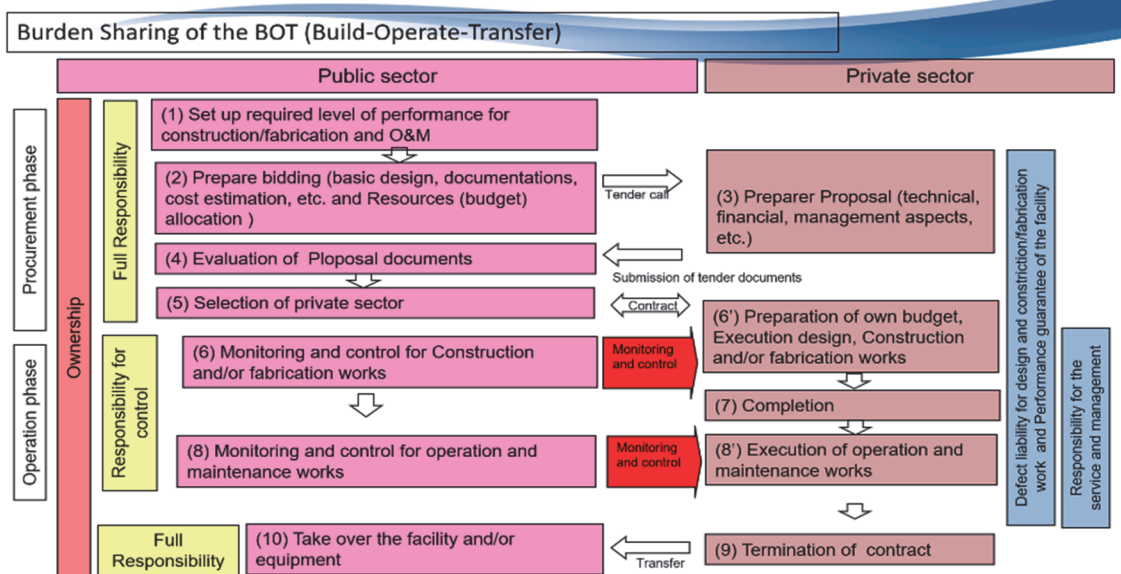 Burden Sharing of the BOT (Build-Operate-Transfer)
Public sector
Private sector
Procurement phase
Operation phase
Ownership
Full Responsibility
Responsibility for
control
Full
Responsibility
(1) Set up required level of performance for
construction/fabrication and O&M
(2) Prepare bidding (basic design, documentations,
cost estimation, etc. and Resources (budget)
allocation )
Tender call
(3) Preparer Proposal (technical,
financial, management aspects,
etc.)
(4) Evaluation of Ploposal documents
Submission of tender documents
(5) Selection of private sector
Contract
(6) Monitoring and control for Construction
and/or fabrication works
Monitoring
and control
(6') Preparation of own budget,
Execution design, Construction
and/or fabrication works
(7) Completion
(8) Monitoring and control for operation and
maintenance works
Monitoring
and control
(8') Execution of operation and
maintenance works
(9) Termination of contract
Transfer
(10) Take over the facility and/or
equipment
Defect liability for design and constriction/fabrication
work and Performance guarantee of the facility
Responsibility for the
service and management